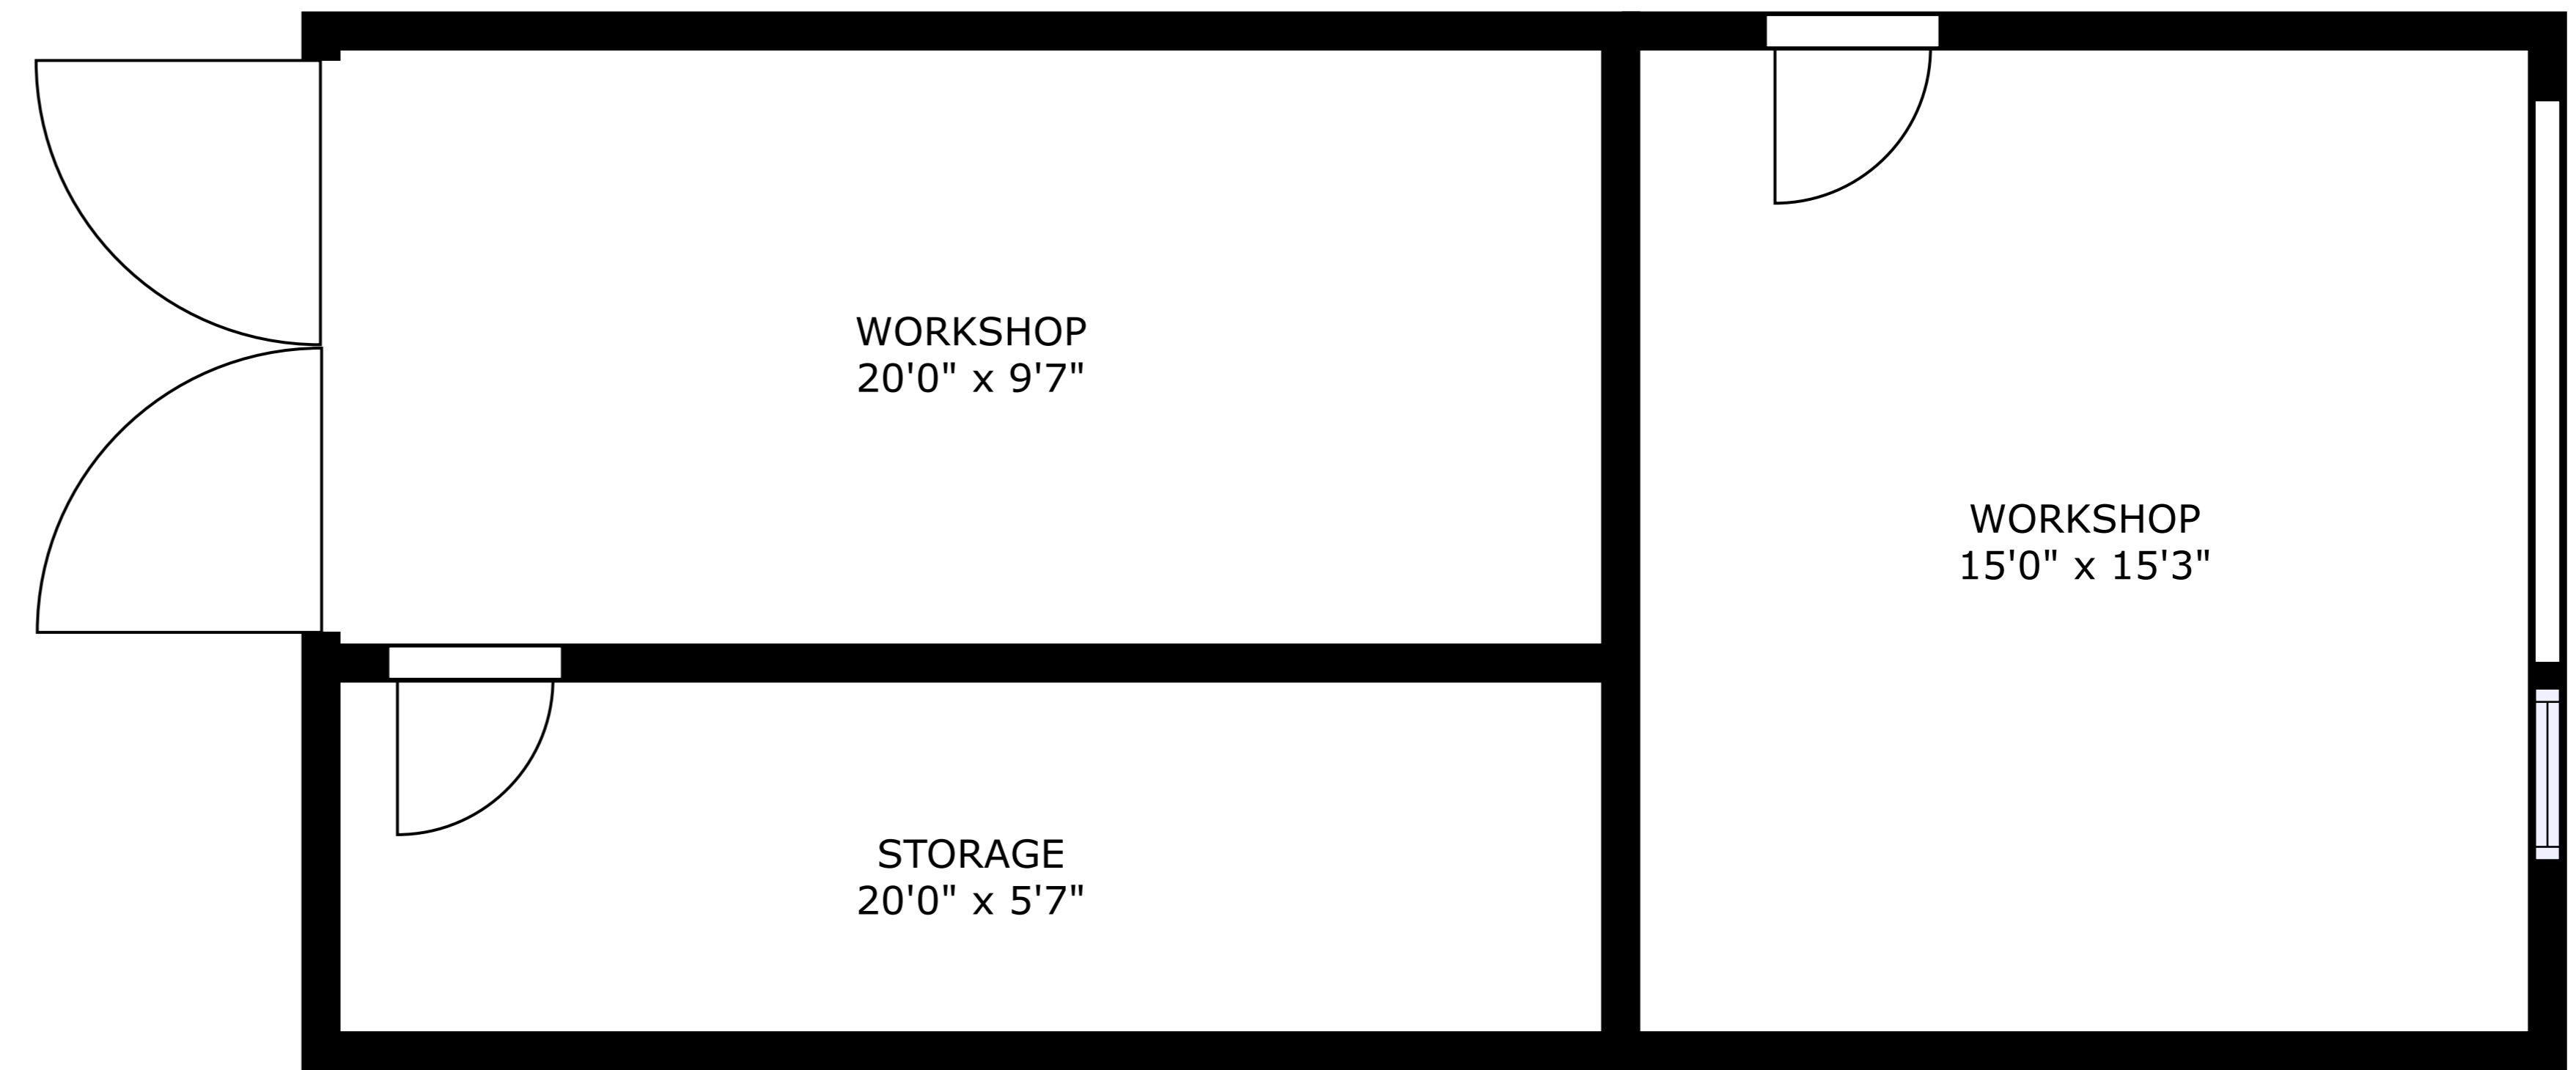 WORKSHOP
20'0" x 9'7"
WORKSHOP
15'0" x 15'3"
STORAGE
20'0" x 5'7"